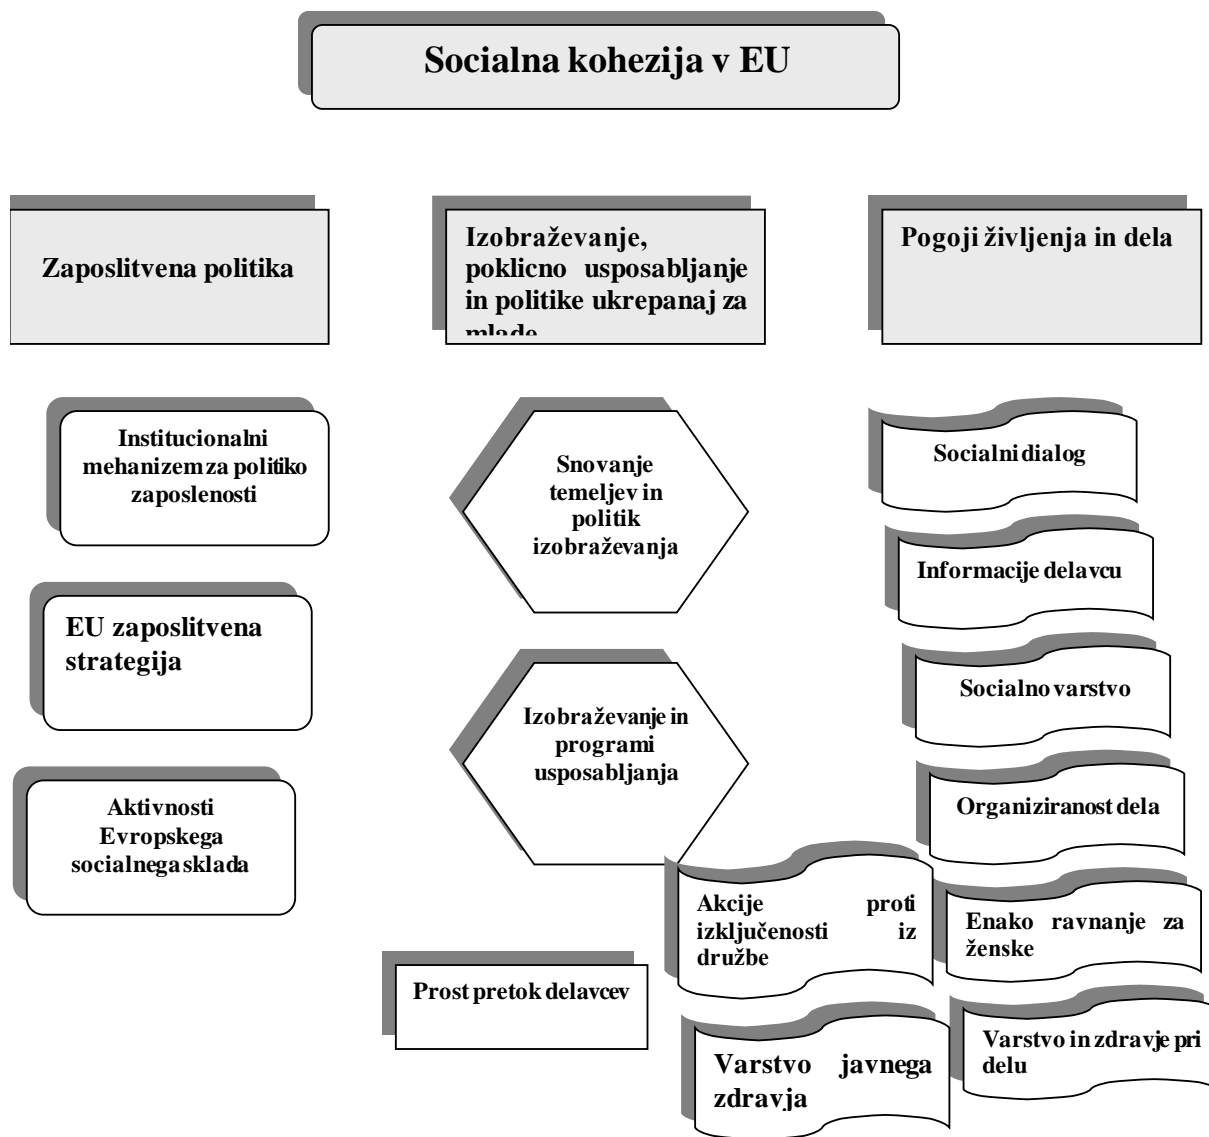 Socialna kohezija v EU
Zaposlitvena politika
Izobraževanje,
poklicno usposabljanje
in politike ukrepanaj za
mlade
Pogoji življenja in dela
Institucionalni
mehanizem za politiko
zaposlenosti
EU zaposlitvena
strategija
Aktivnosti
Evropskega
socialnega sklada
Snovanje
temeljev in
politik
izobraževanja
Izobraževanje in
programi
usposabljanja
Prost pretok delavcev
Socialni dialog
Informacije delavcu
Socialno varstvo
Organiziranost dela
Akcije proti
izključenosti iz
družbe
Enako ravnanje za
ženske
Varstvo javnega
zdravja
Varstvo in zdravje pri
delu